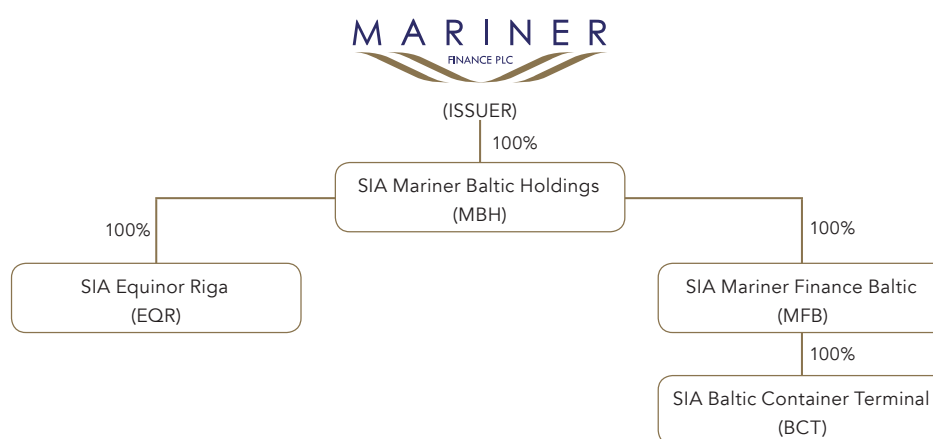 MARINER
FINANCE PLC
(ISSUER)
100%
SIA Mariner Baltic Holdings
(MBH)
100%
100%
SIA Equinor Riga
(EQR)
SIA Mariner Finance Baltic
(MFB)
100%
SIA Baltic Container Terminal
(BCT)